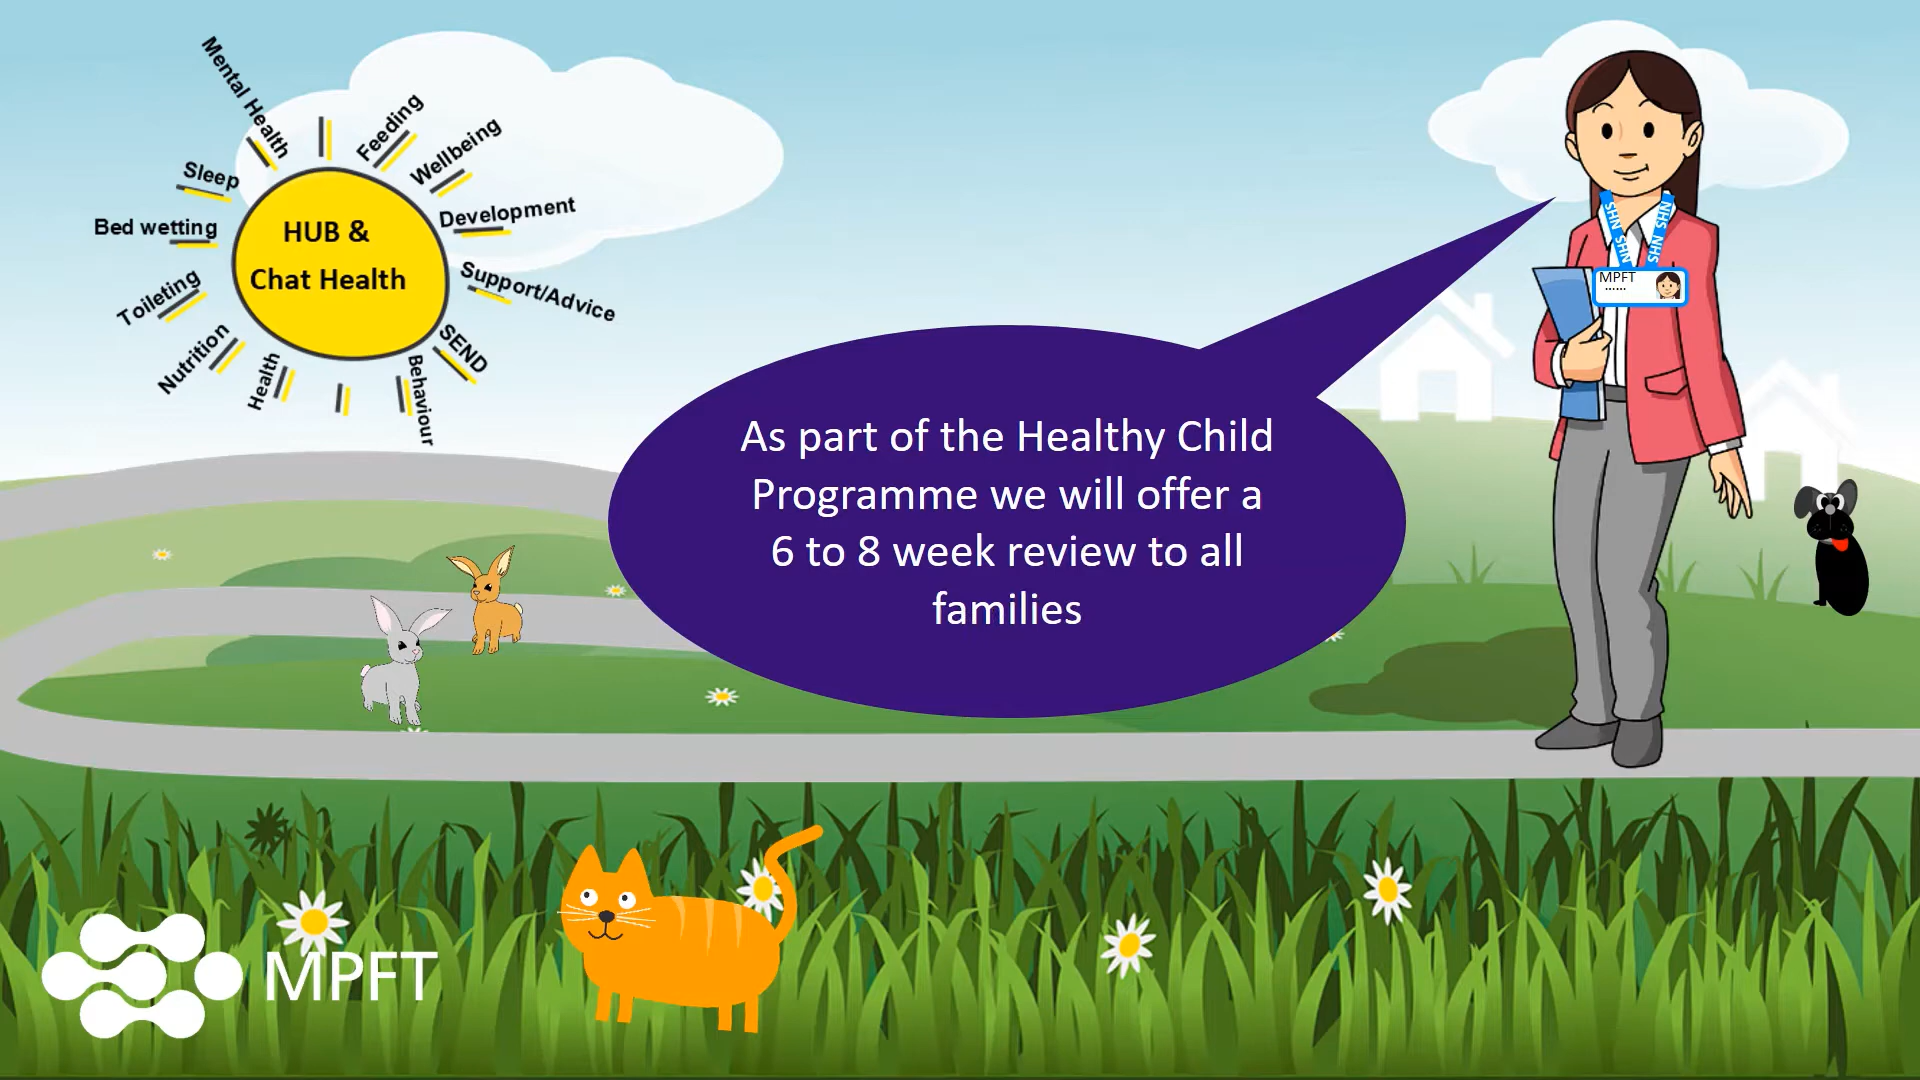 Mental Health
Feeding
Wellbeing
Sleep
Development
Bed wetting
HUB &
Chat Health
Support/Advice
Toileting
SEND
Nutrition
Health
Behaviour
NHS NHS
NHS NHS
MPFT
As part of the Healthy Child
Programme we will offer a
6 to 8 week review to all
families
MPFT